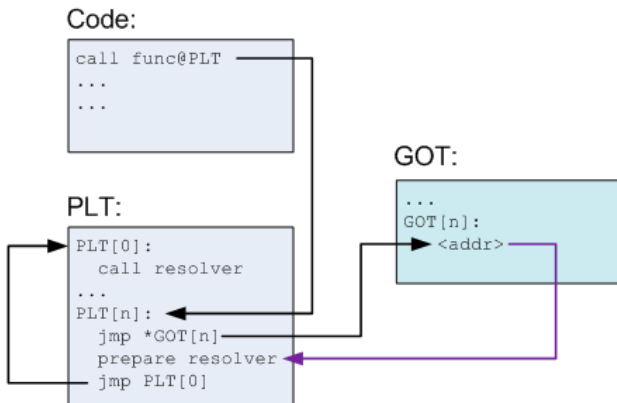 Code:
call func@PLT
...
...
GOT:
...
GOT[n]:
<addr>
PLT:
PLT[0]:
call resolver
...
PLT[n]:
jmp *GOT[n]
prepare resolver
jmp PLT[0]